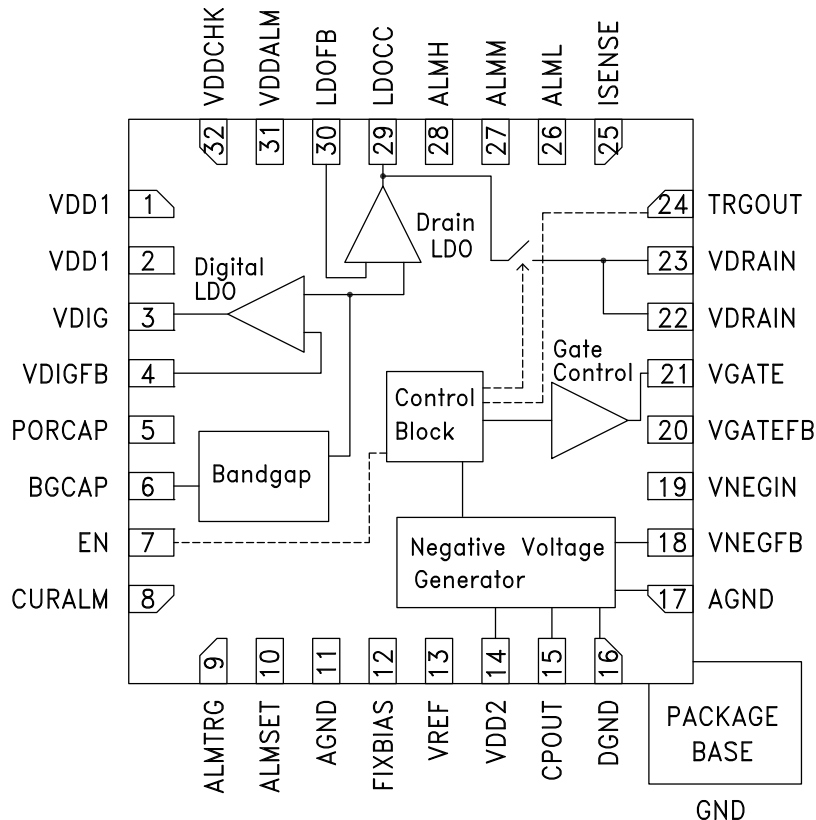 VDDCHK
VDDALM
LDOFB
LDOCC
ALMH
ALMM
ALML
ISENSE
32
31
30
29
28
27
26
25
VDD1
1
24
TRGOUT
VDD1
2
23
VDRAIN
VDIG
3
22
VDRAIN
VDIGFB
4
21
VGATE
PORCAP
5
20
VGATEFB
BGCAP
6
19
VNEGIN
EN
7
18
VNEGFB
CURALM
8
17
AGND
Drain
LDO
Digital
LDO
Gate
Control
Control
Block
Bandgap
Negative Voltage
Generator
9
10
11
12
13
14
15
16
ALMTRG
ALMSET
AGND
FIXBIAS
VREF
VDD2
CPOUT
DGND
PACKAGE
BASE
GND